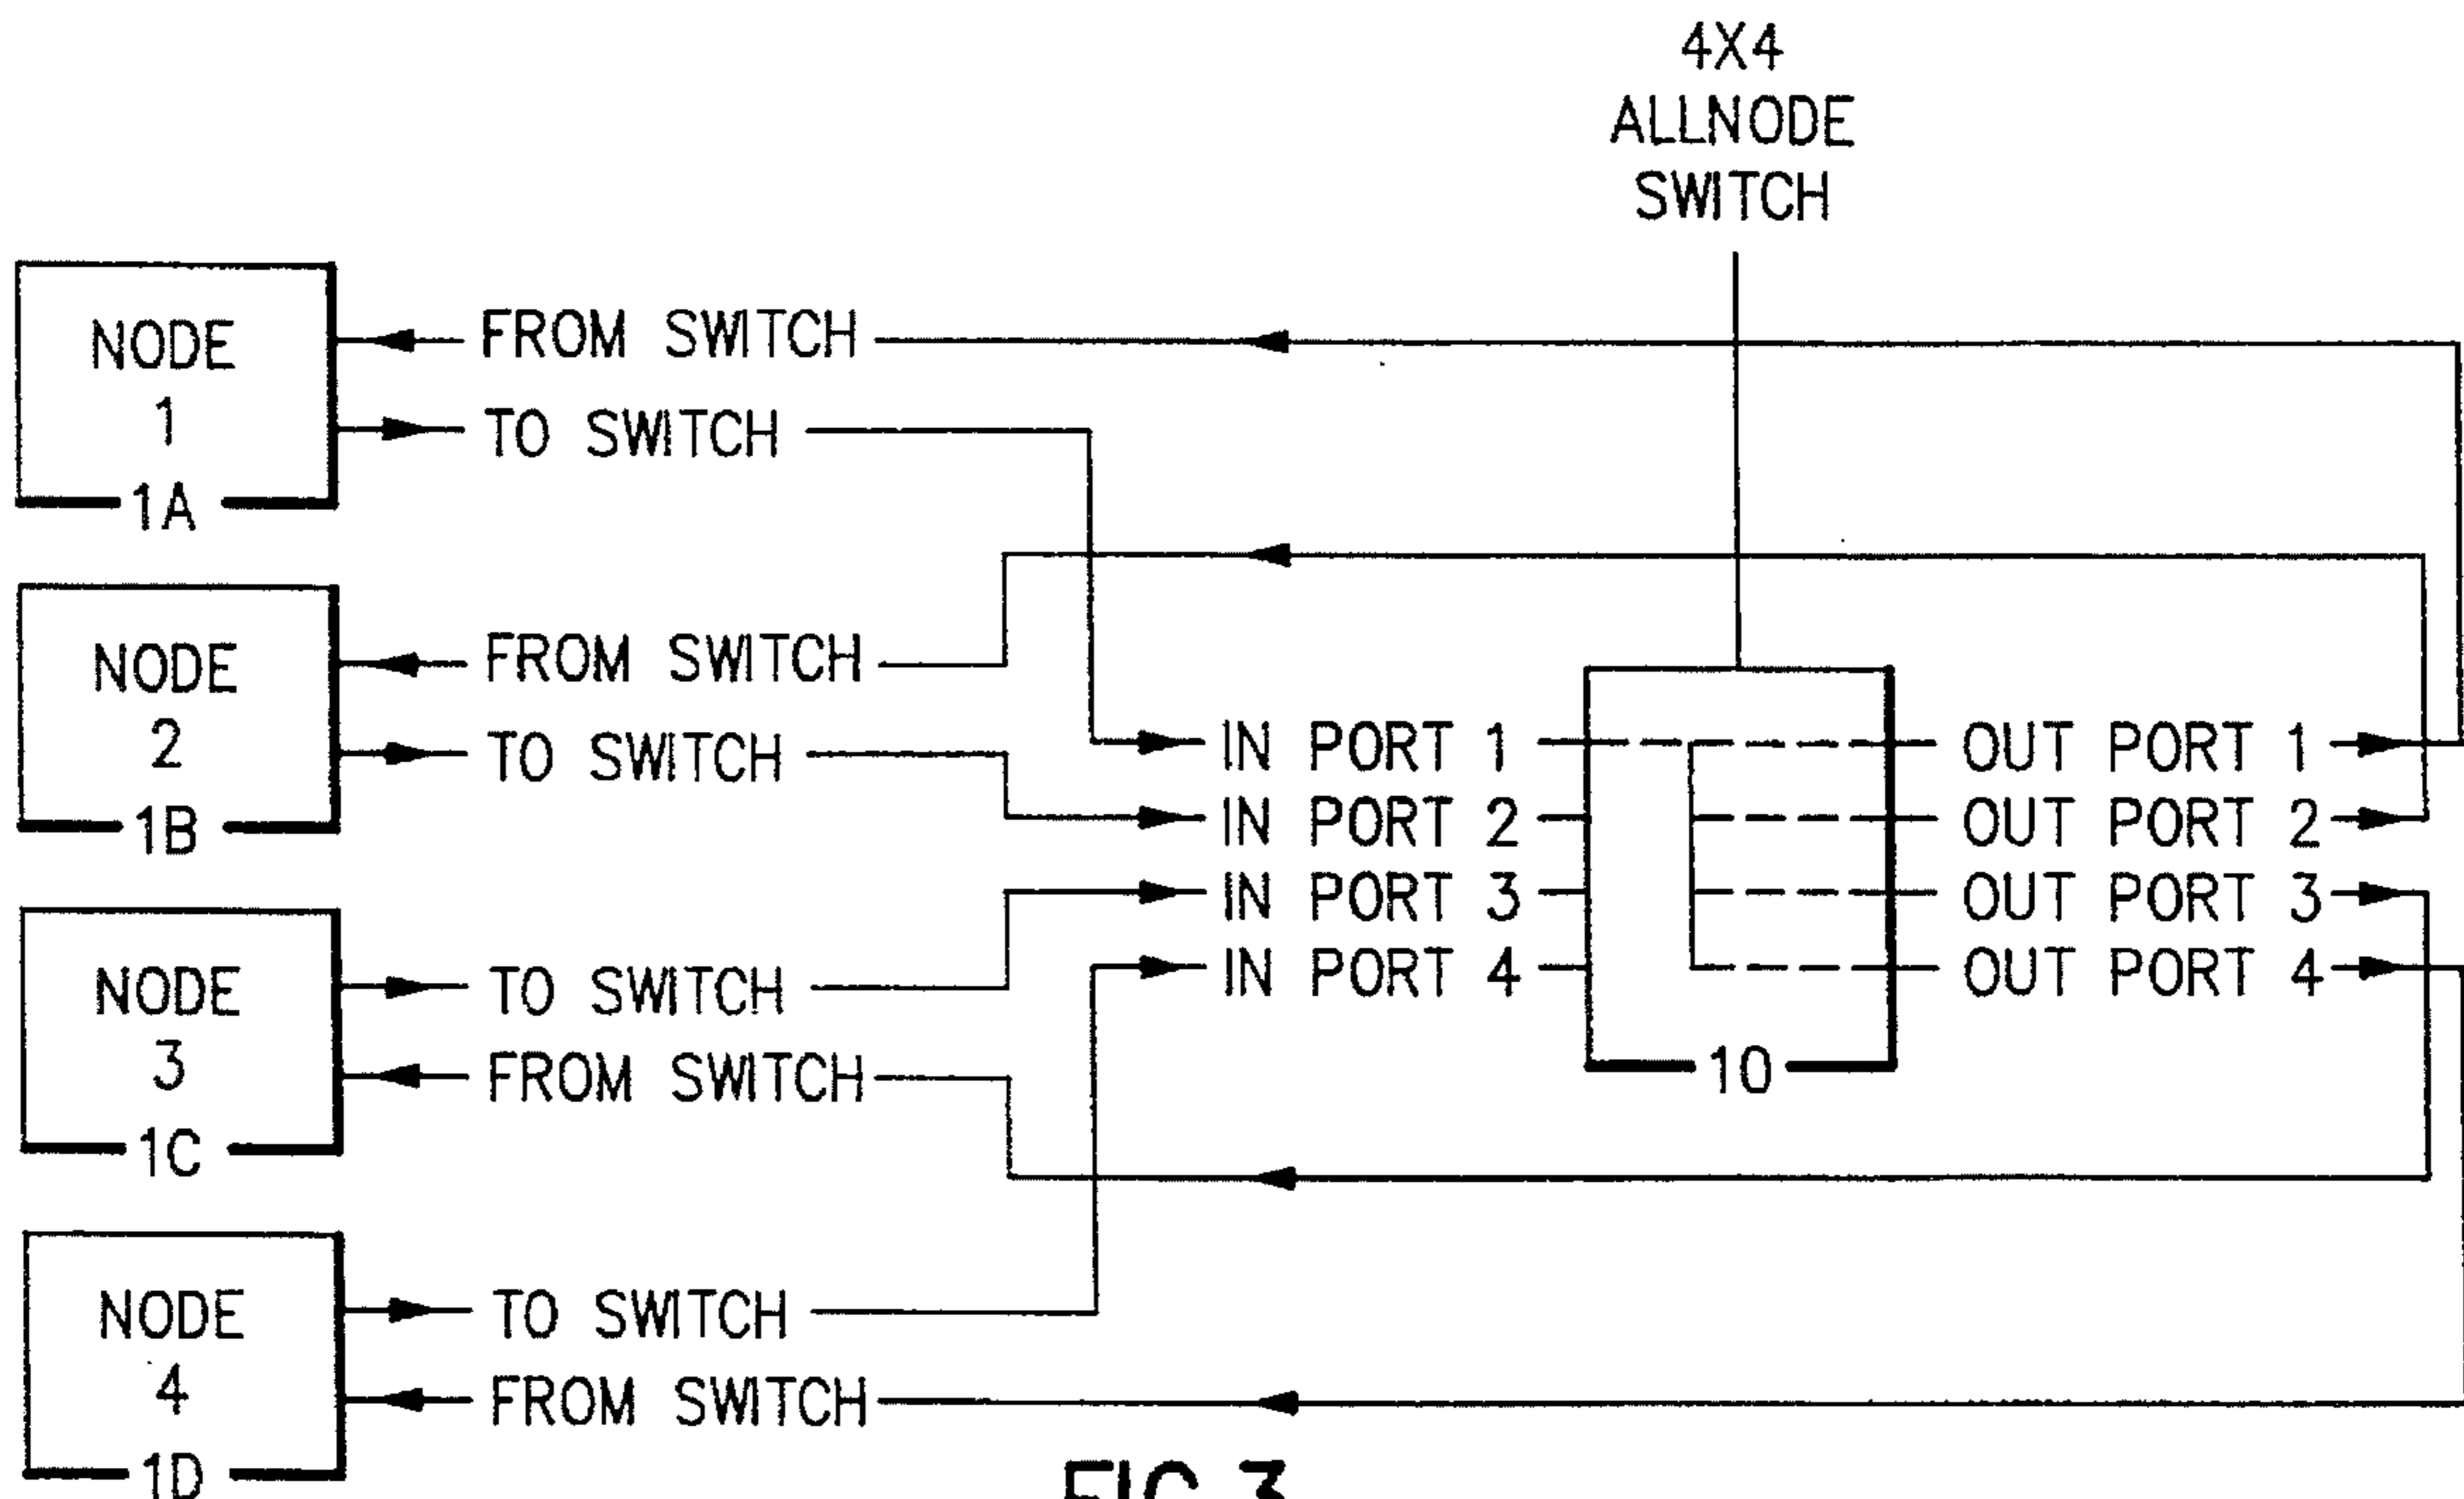 4X4
ALLNODE
SWITCH
NODE
1
1A
FROM SWITCH
TO SWITCH
NODE
2
1B
FROM SWITCH
TO SWITCH
IN PORT 1
IN PORT 2
IN PORT 3
IN PORT 4
10
OUT PORT 1
OUT PORT 2
OUT PORT 3
OUT PORT 4
NODE
3
1C
TO SWITCH
FROM SWITCH
NODE
4
1D
TO SWITCH
FROM SWITCH
FIG.3